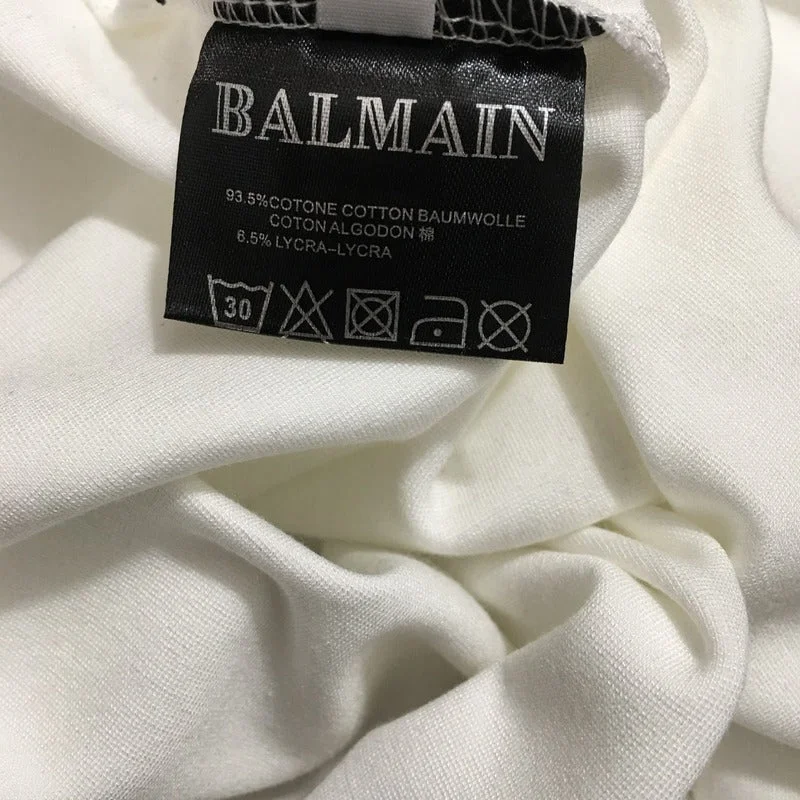 BALMAIN
93.5%COTONE COTTON BAUMWOLLE
COTON ALGODON 棉
6.5% LYCRA-LYCRA
30